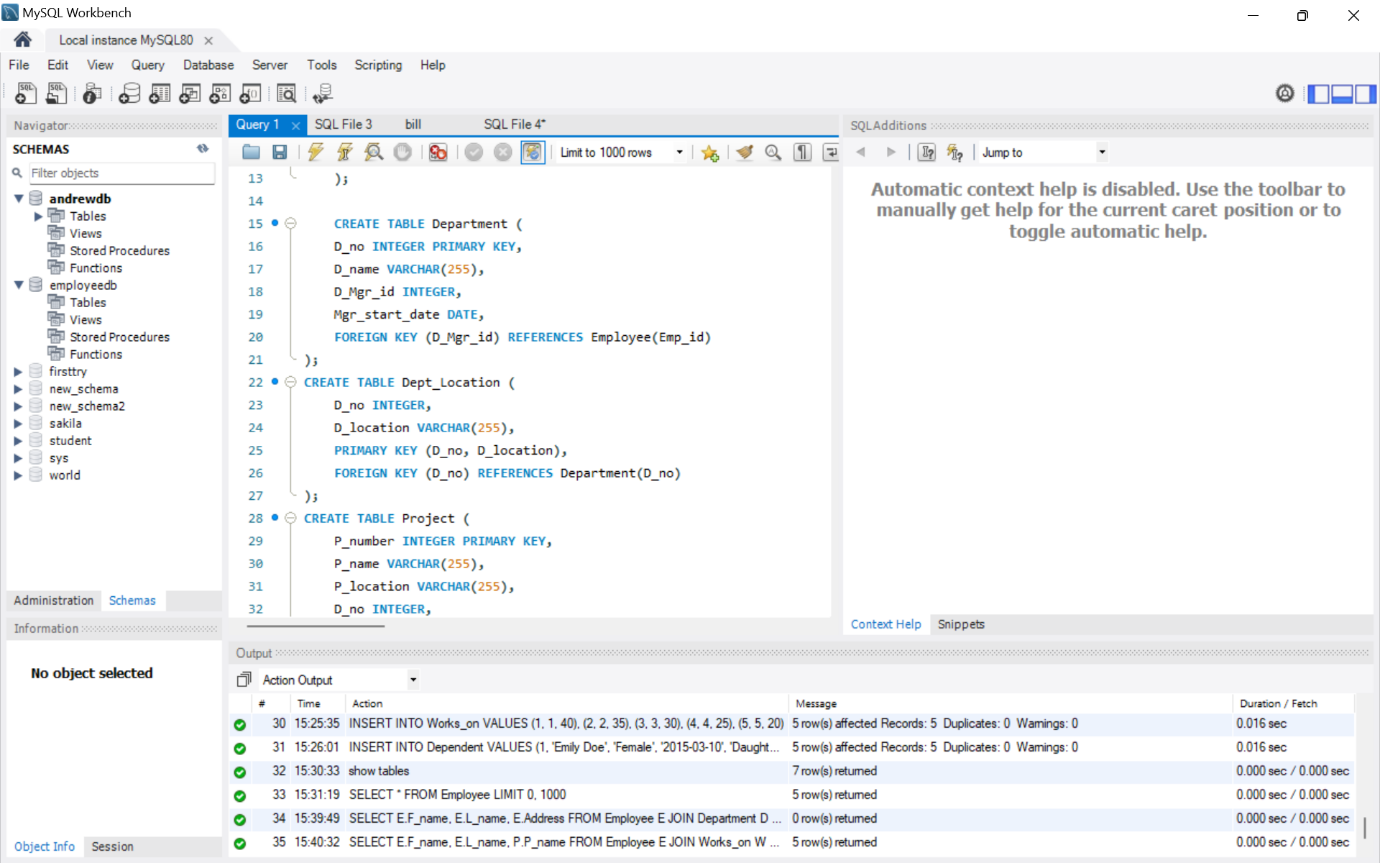 MySQL Workbench
Local instance MySQL80
File Edit View Query Database Server Tools Scripting Help
Navigator
SCHEMAS
Filter objects
andrewdb
Tables
Views
Stored Procedures
Functions
employeedb
Tables
Views
Stored Procedures
Functions
firsttry
new_schema
new_schema2
sakila
student
sys
world
Administration Schemas
Information
No object selected
Object Info Session
Query 1 SQL File 3 bill SQL File 4*
Limit to 1000 rows
13 );
14
15 CREATE TABLE Department (
16 D_no INTEGER PRIMARY KEY,
17 D_name VARCHAR(255),
18 D_Mgr_id INTEGER,
19 Mgr_start_date DATE,
20 FOREIGN KEY (D_Mgr_id) REFERENCES Employee(Emp_id)
21 );
22 CREATE TABLE Dept_Location (
23 D_no INTEGER,
24 D_location VARCHAR(255),
25 PRIMARY KEY (D_no, D_location),
26 FOREIGN KEY (D_no) REFERENCES Department(D_no)
27 );
28 CREATE TABLE Project (
29 P_number INTEGER PRIMARY KEY,
30 P_name VARCHAR(255),
31 P_location VARCHAR(255),
32 D_no INTEGER,
SQLAdditions
Jump to
Automatic context help is disabled. Use the toolbar to
manually get help for the current caret position or to
toggle automatic help.
Context Help Snippets
Output
Action Output
# Time Action Message Duration / Fetch
30 15:25:35 INSERT INTO Works_on VALUES (1, 1, 40), (2, 2, 35), (3, 3, 30), (4, 4, 25), (5, 5, 20) 5 row(s) affected Records: 5 Duplicates: 0 Warnings: 0 0.016 sec
31 15:26:01 INSERT INTO Dependent VALUES (1, 'Emily Doe', 'Female', '2015-03-10', 'Daught... 5 row(s) affected Records: 5 Duplicates: 0 Warnings: 0 0.016 sec
32 15:30:33 show tables 7 row(s) returned 0.000 sec / 0.000 sec
33 15:31:19 SELECT * FROM Employee LIMIT 0, 1000 5 row(s) returned 0.000 sec / 0.000 sec
34 15:39:49 SELECT E.F_name, E.L_name, E.Address FROM Employee E JOIN Department D ... 0 row(s) returned 0.000 sec / 0.000 sec
35 15:40:32 SELECT E.F_name, E.L_name, P.P_name FROM Employee E JOIN Works_on W ... 5 row(s) returned 0.000 sec / 0.000 sec